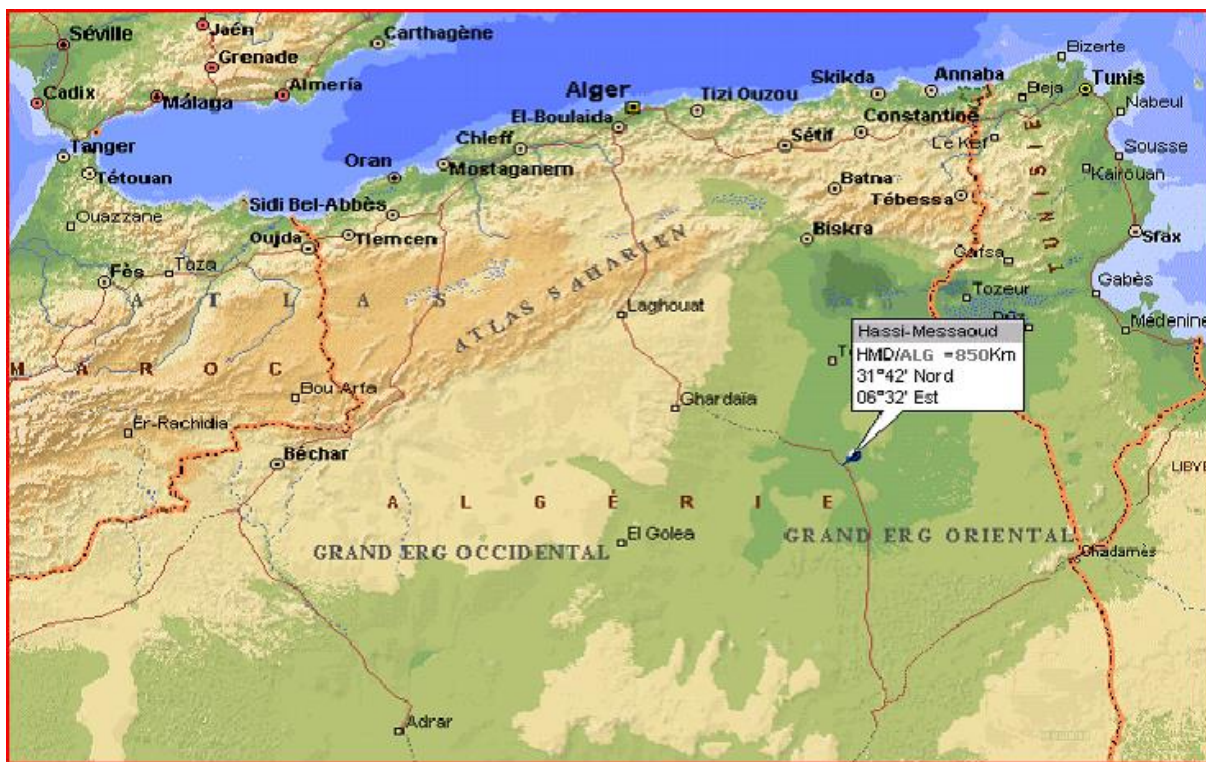 Séville
Jaén
Carthagène
Grenade
Almería
Cadix
Málaga
Tanger
Tétouan
Ouazzane
Alger
El-Boulaida
Tizi Ouzou
Skikda
Annaba
Bizerte
Beja
Tunis
Nabeul
Constantine
Sétif
Le Kef
Sousse
Kairouan
Chleff
Oran
Mostaganem
Batna
Tébessa
TUNISIE
Sidi Bel-Abbès
Oujda
Tlemcen
Biskra
Gafsa
Sfax
Fès
Taza
ATLAS
ATLAS SAHARIEN
Laghouat
Tozeur
Gabès
Médenine
Hassi-Messaoud
HMD/ALG =850Km
31°42' Nord
06°32' Est
MAROC
Bou Arfa
Ghardaïa
Er-Rachidia
Béchar
LIBYE
ALGÉRIE
GRAND ERG OCCIDENTAL
El Golea
GRAND ERG ORIENTAL
Ghadamès
Adrar